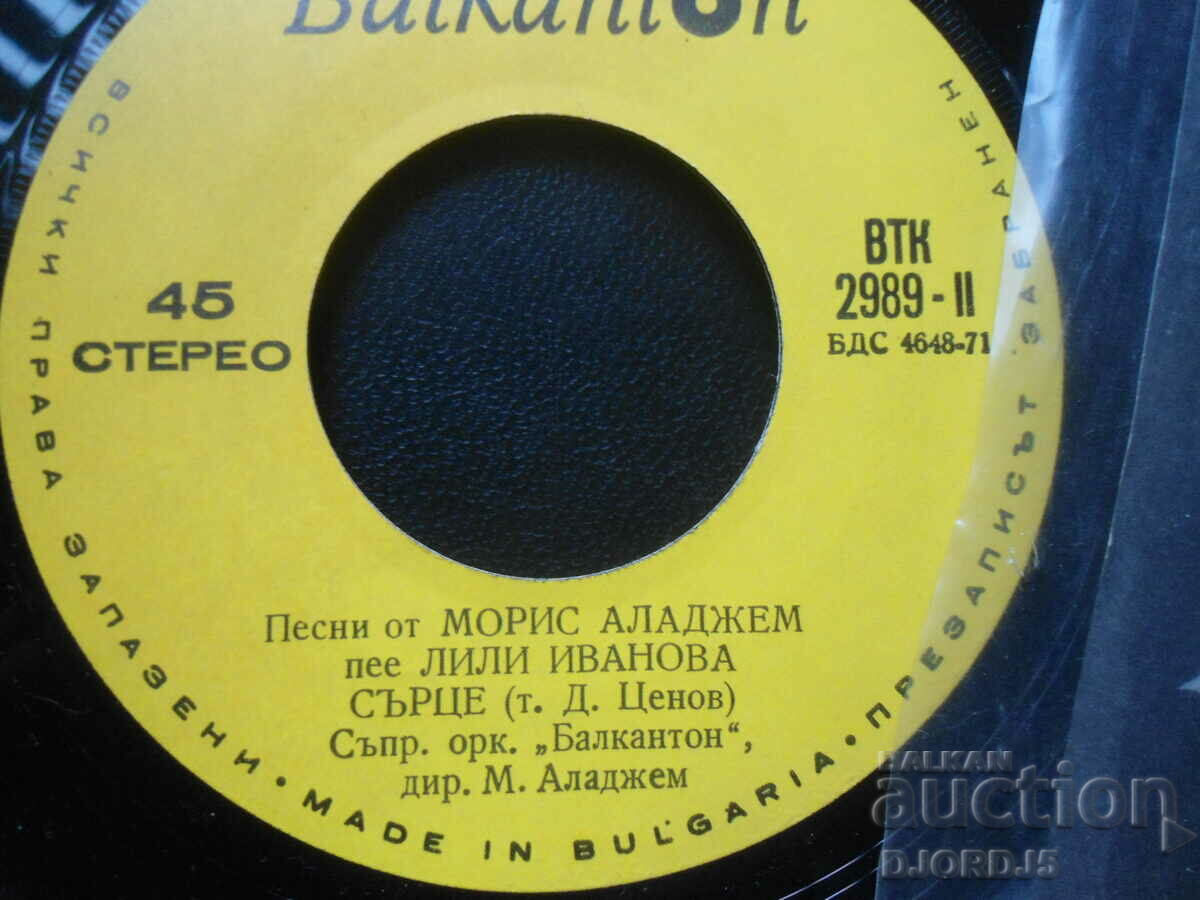 Balkanton
45
СТЕРЕО
ВТК
2989-II
БДС 4648-71
Песни от МОРИС АЛАДЖЕМ
пее ЛИЛИ ИВАНОВА
СЪРЦЕ (т. Д. Ценов)
Съпр. орк. „Балкантон“,
дир. М. Аладжем
ВСИЧКИ ПРАВА ЗАПАЗЕНИ • MADE IN BULGARIA • ПРЕЗАПИСЪТ ЗАБРАНЕН
BALKAN
auction
DJORDJ5